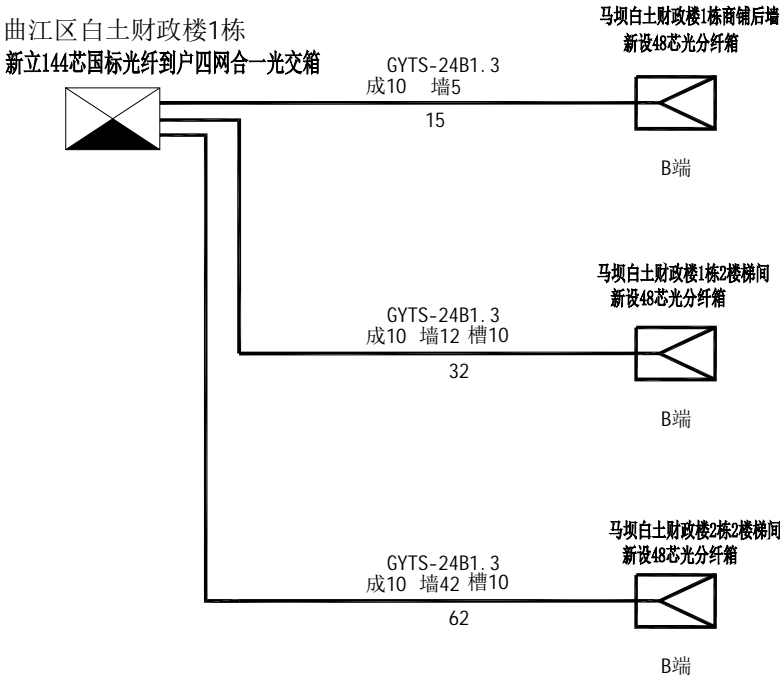 曲江区白土财政楼1栋
新立144芯国标光纤到户四网合一光交箱
马坝白土财政楼1栋商铺后墙
新设48芯光分纤箱
GYTS-24B1.3
成10 墙5
15
B端
马坝白土财政楼1栋2楼梯间
新设48芯光分纤箱
GYTS-24B1.3
成10 墙12 槽10
32
B端
马坝白土财政楼2栋2楼梯间
新设48芯光分纤箱
GYTS-24B1.3
成10 墙42 槽10
62
B端